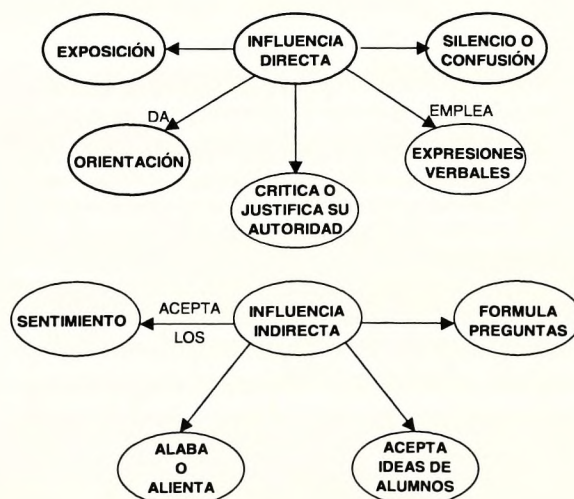 EXPOSICIÓN
INFLUENCIA
DIRECTA
SILENCIO O
CONFUSIÓN
DA
ORIENTACIÓN
CRITICA O
JUSTIFICA SU
AUTORIDAD
EMPLEA
EXPRESIONES
VERBALES
SENTIMIENTO
ACEPTA
LOS
INFLUENCIA
INDIRECTA
FORMULA
PREGUNTAS
ALABA
O
ALIENTA
ACEPTA
IDEAS DE
ALUMNOS